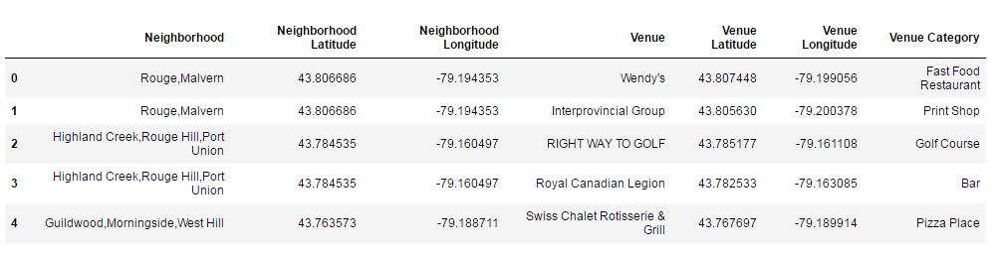 Neighborhood Neighborhood Latitude Neighborhood Longitude Venue Venue Latitude Venue Longitude Venue Category
0 Rouge,Malvern 43.806686 -79.194353 Wendy's 43.807448 -79.199056 Fast Food Restaurant
1 Rouge,Malvern 43.806686 -79.194353 Interprovincial Group 43.805630 -79.200378 Print Shop
2 Highland Creek,Rouge Hill,Port Union 43.784535 -79.160497 RIGHT WAY TO GOLF 43.785177 -79.161108 Golf Course
3 Highland Creek,Rouge Hill,Port Union 43.784535 -79.160497 Royal Canadian Legion 43.782533 -79.163085 Bar
4 Guildwood,Morningside,West Hill 43.763573 -79.188711 Swiss Chalet Rotisserie & Grill 43.767697 -79.189914 Pizza Place